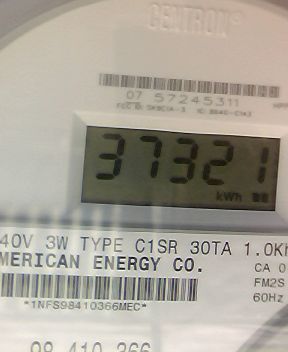 CENTRON®
07 57245311
37321
kWh
40V 3W TYPE C1SR 30TA 1.0K
MERICAN ENERGY CO.
CA 0
FM2S
60Hz
*1NFS98410366MEC*
98 410 366